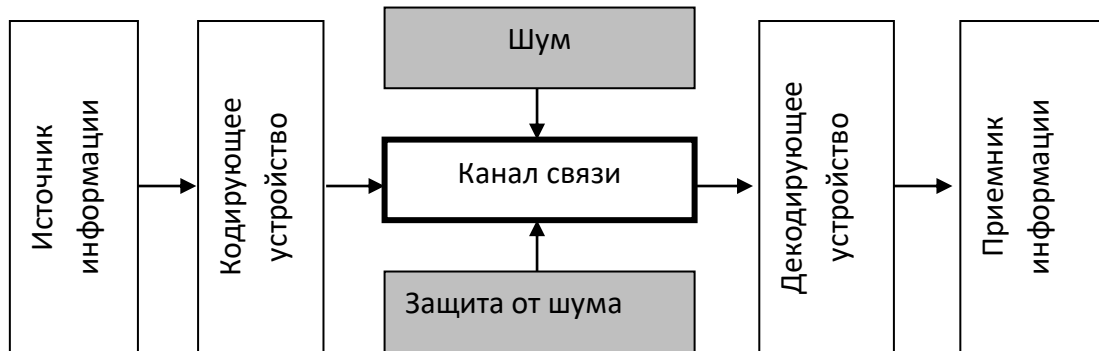 Источник
информации
Кодирующее
устройство
Шум
Канал связи
Защита от шума
Декодирующее
устройство
Приемник
информации